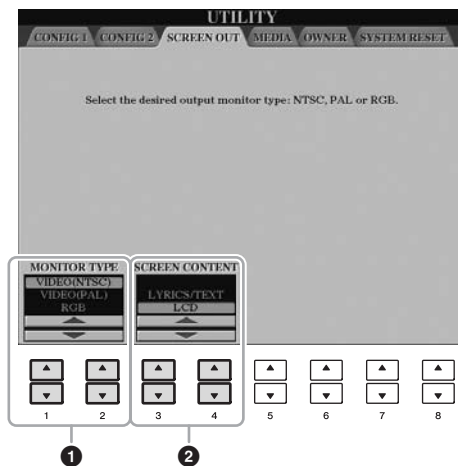 UTILITY
CONFIG 1 CONFIG 2 SCREEN OUT MEDIA OWNER SYSTEM RESET
Select the desired output monitor type: NTSC, PAL or RGB.
MONITOR TYPE SCREEN CONTENT
VIDEO(NTSC)
VIDEO(PAL) LYRICS/TEXT
RGB LCD
1 2 3 4 5 6 7 8
1 2